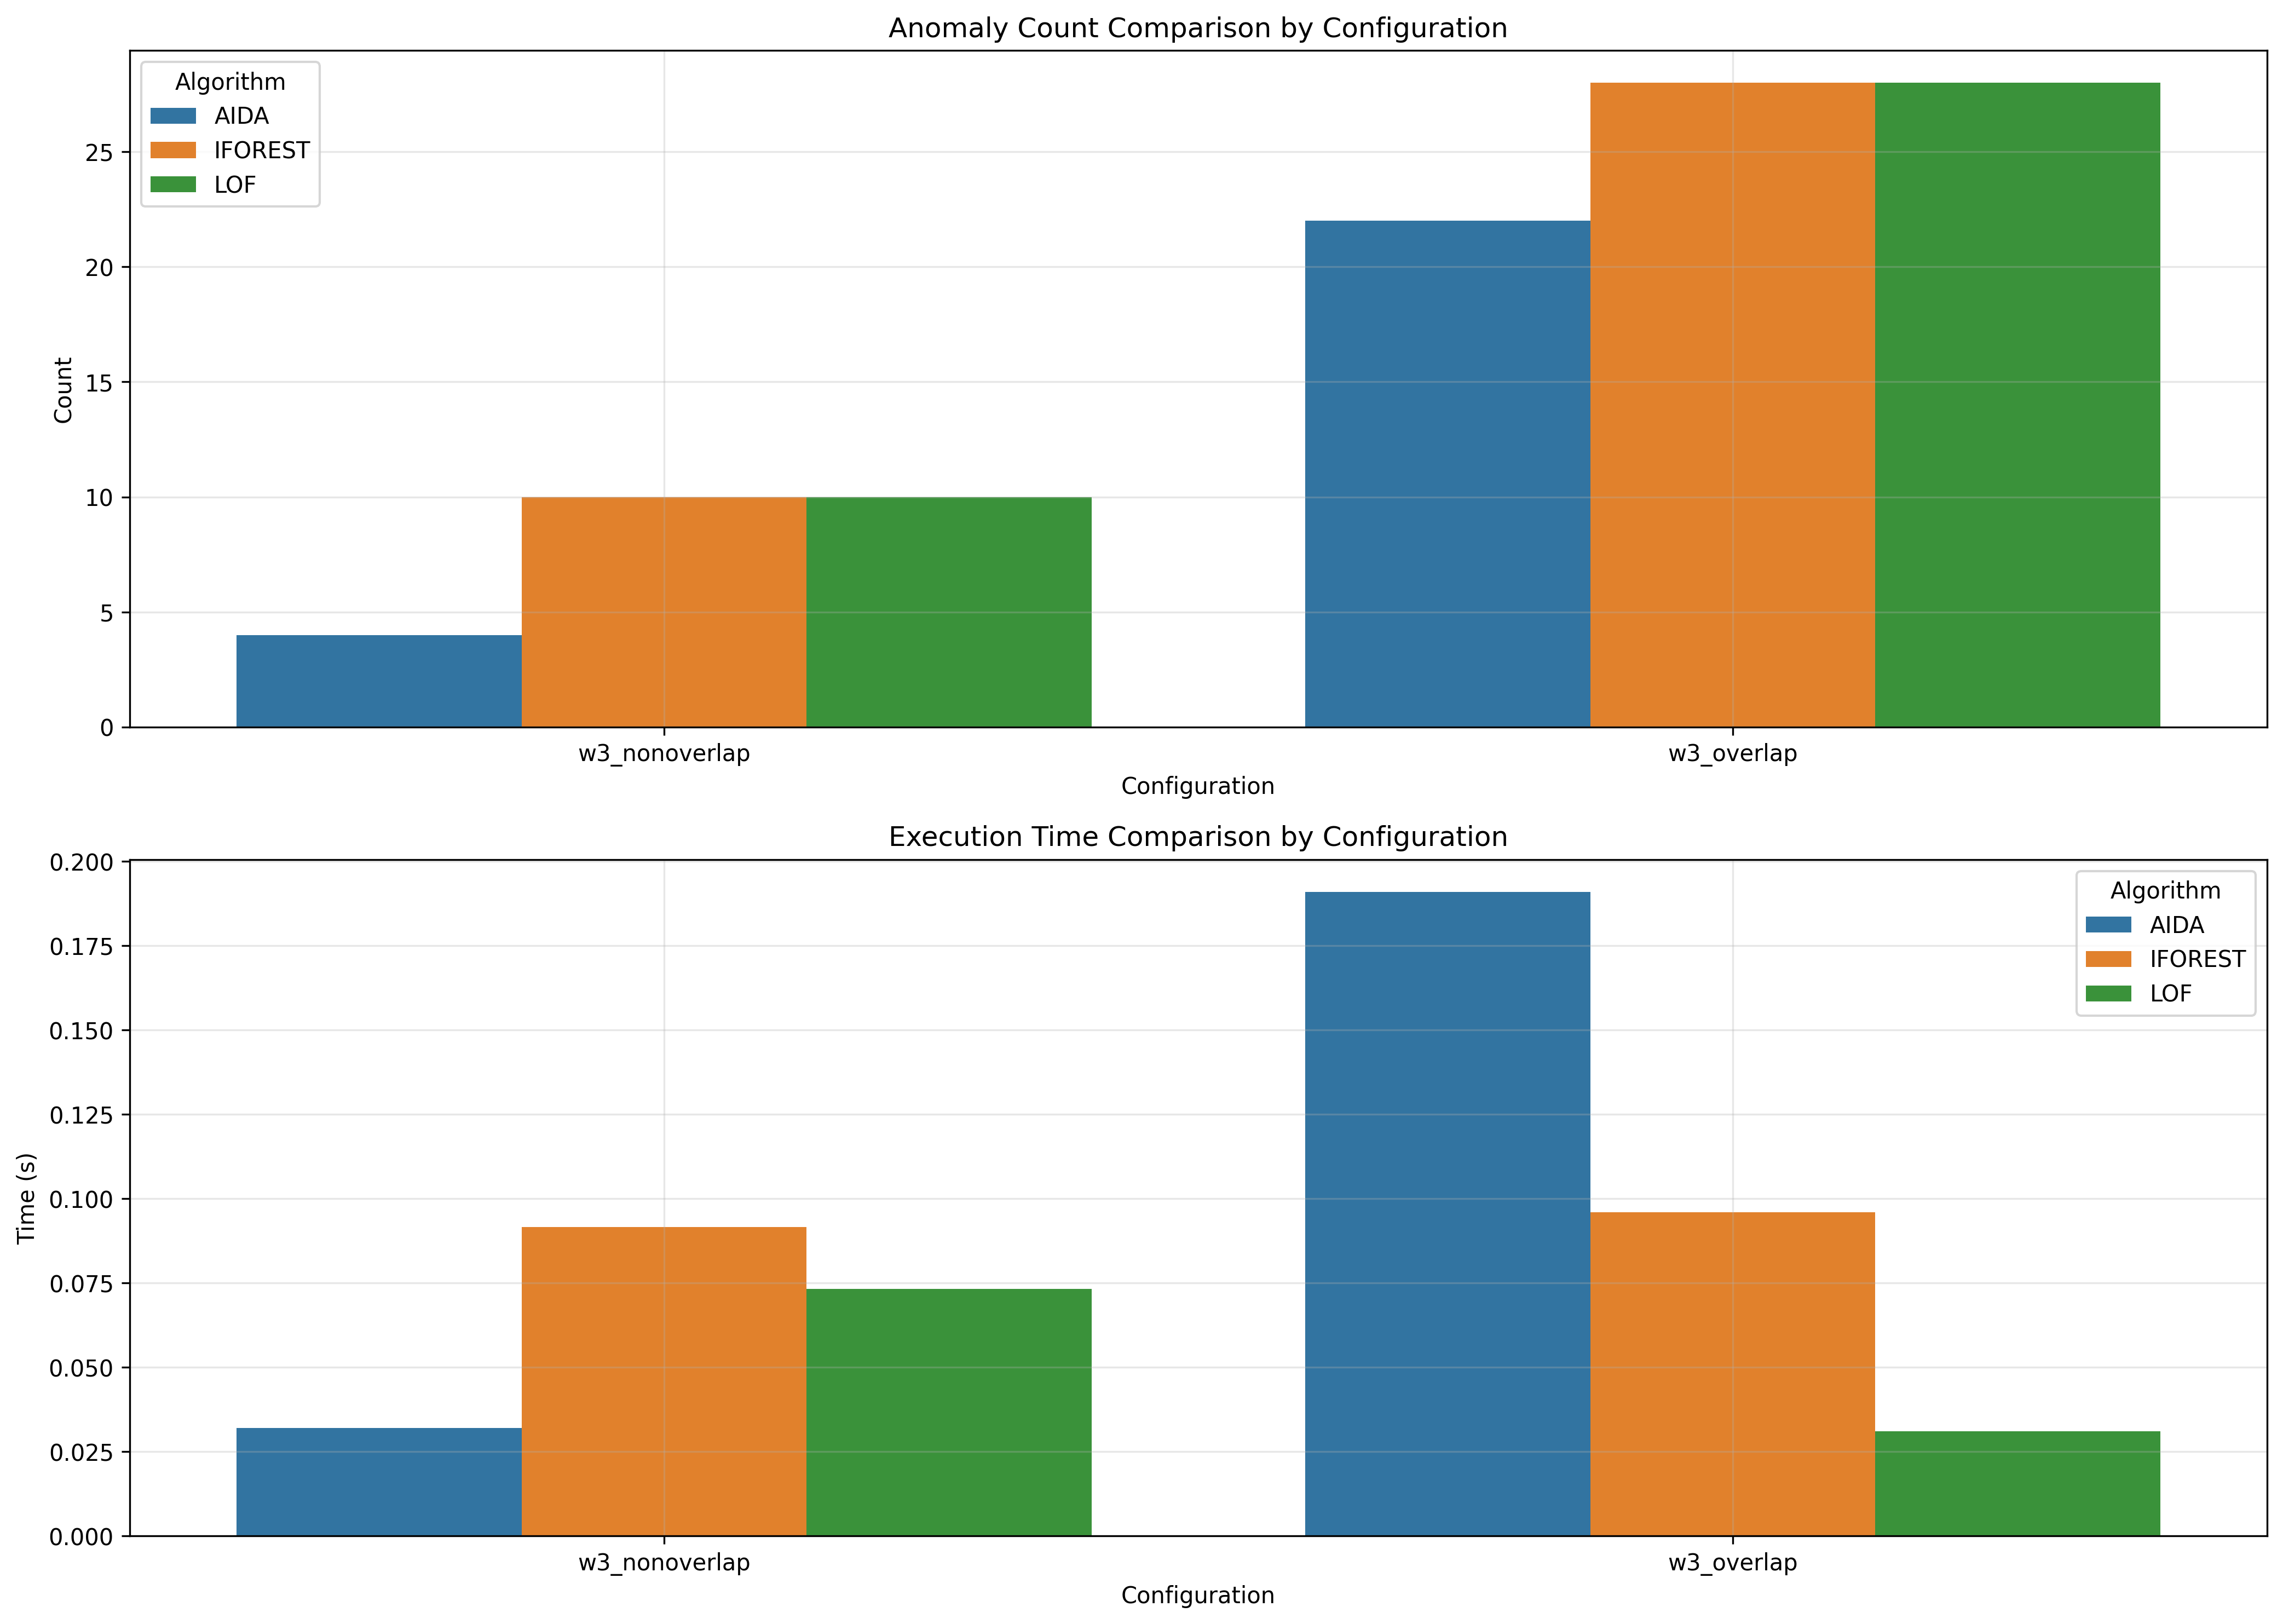 Anomaly Count Comparison by Configuration
Algorithm
AIDA
IFOREST
LOF
Count
25
20
15
10
5
0
w3_nonoverlap
w3_overlap
Configuration
Execution Time Comparison by Configuration
Algorithm
AIDA
IFOREST
LOF
Time (s)
0.200
0.175
0.150
0.125
0.100
0.075
0.050
0.025
0.000
w3_nonoverlap
w3_overlap
Configuration